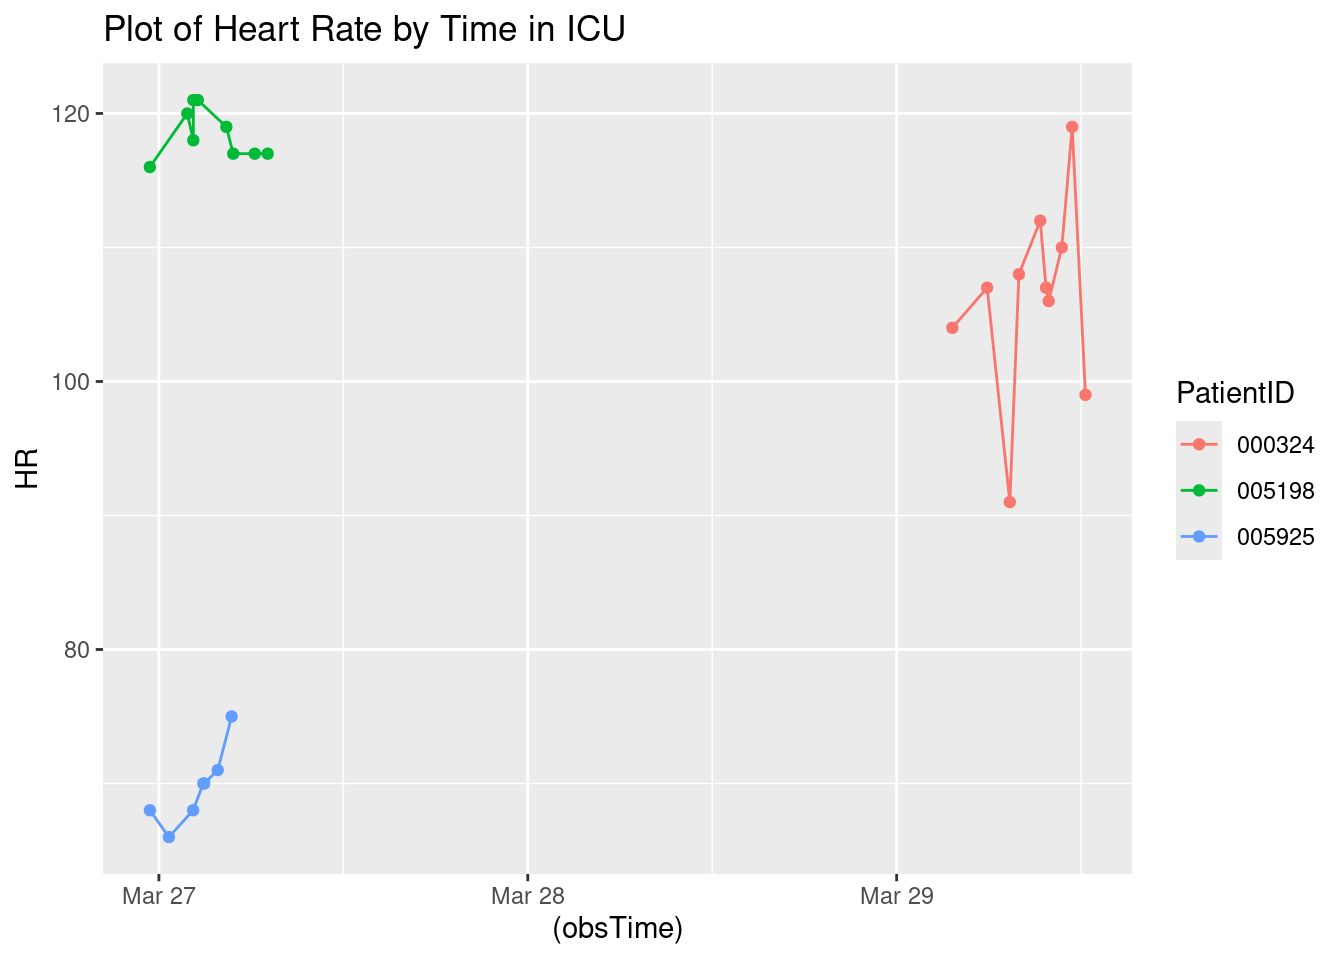 Plot of Heart Rate by Time in ICU
120
100
80
HR
Mar 27
Mar 28
Mar 29
(obsTime)
PatientID
000324
005198
005925